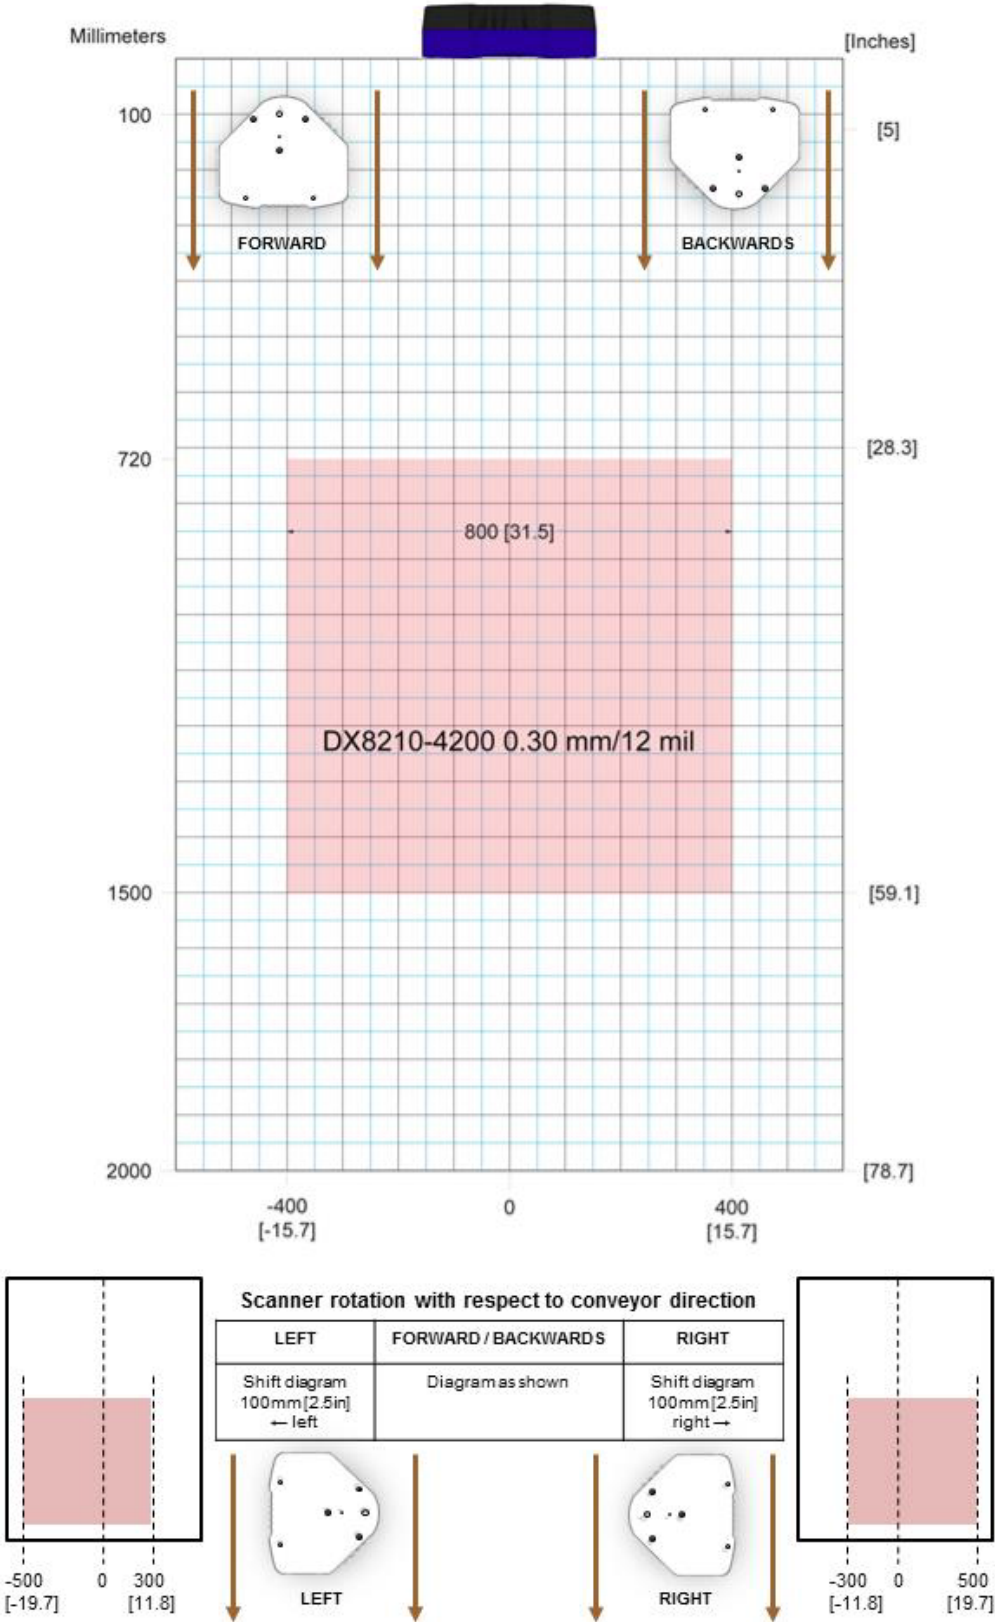 Millimeters
[Inches]
100
[5]
FORWARD
BACKWARDS
720
[28.3]
800 [31.5]
DX8210-4200 0.30 mm/12 mil
1500
[59.1]
2000
[78.7]
-400
[-15.7]
0
400
[15.7]
Scanner rotation with respect to conveyor direction
LEFT
FORWARD / BACKWARDS
RIGHT
Shift diagram
100mm [2.5in]
← left
Diagram as shown
Shift diagram
100mm [2.5in]
right →
-500
[-19.7]
0
300
[11.8]
LEFT
RIGHT
-300
[-11.8]
0
500
[19.7]